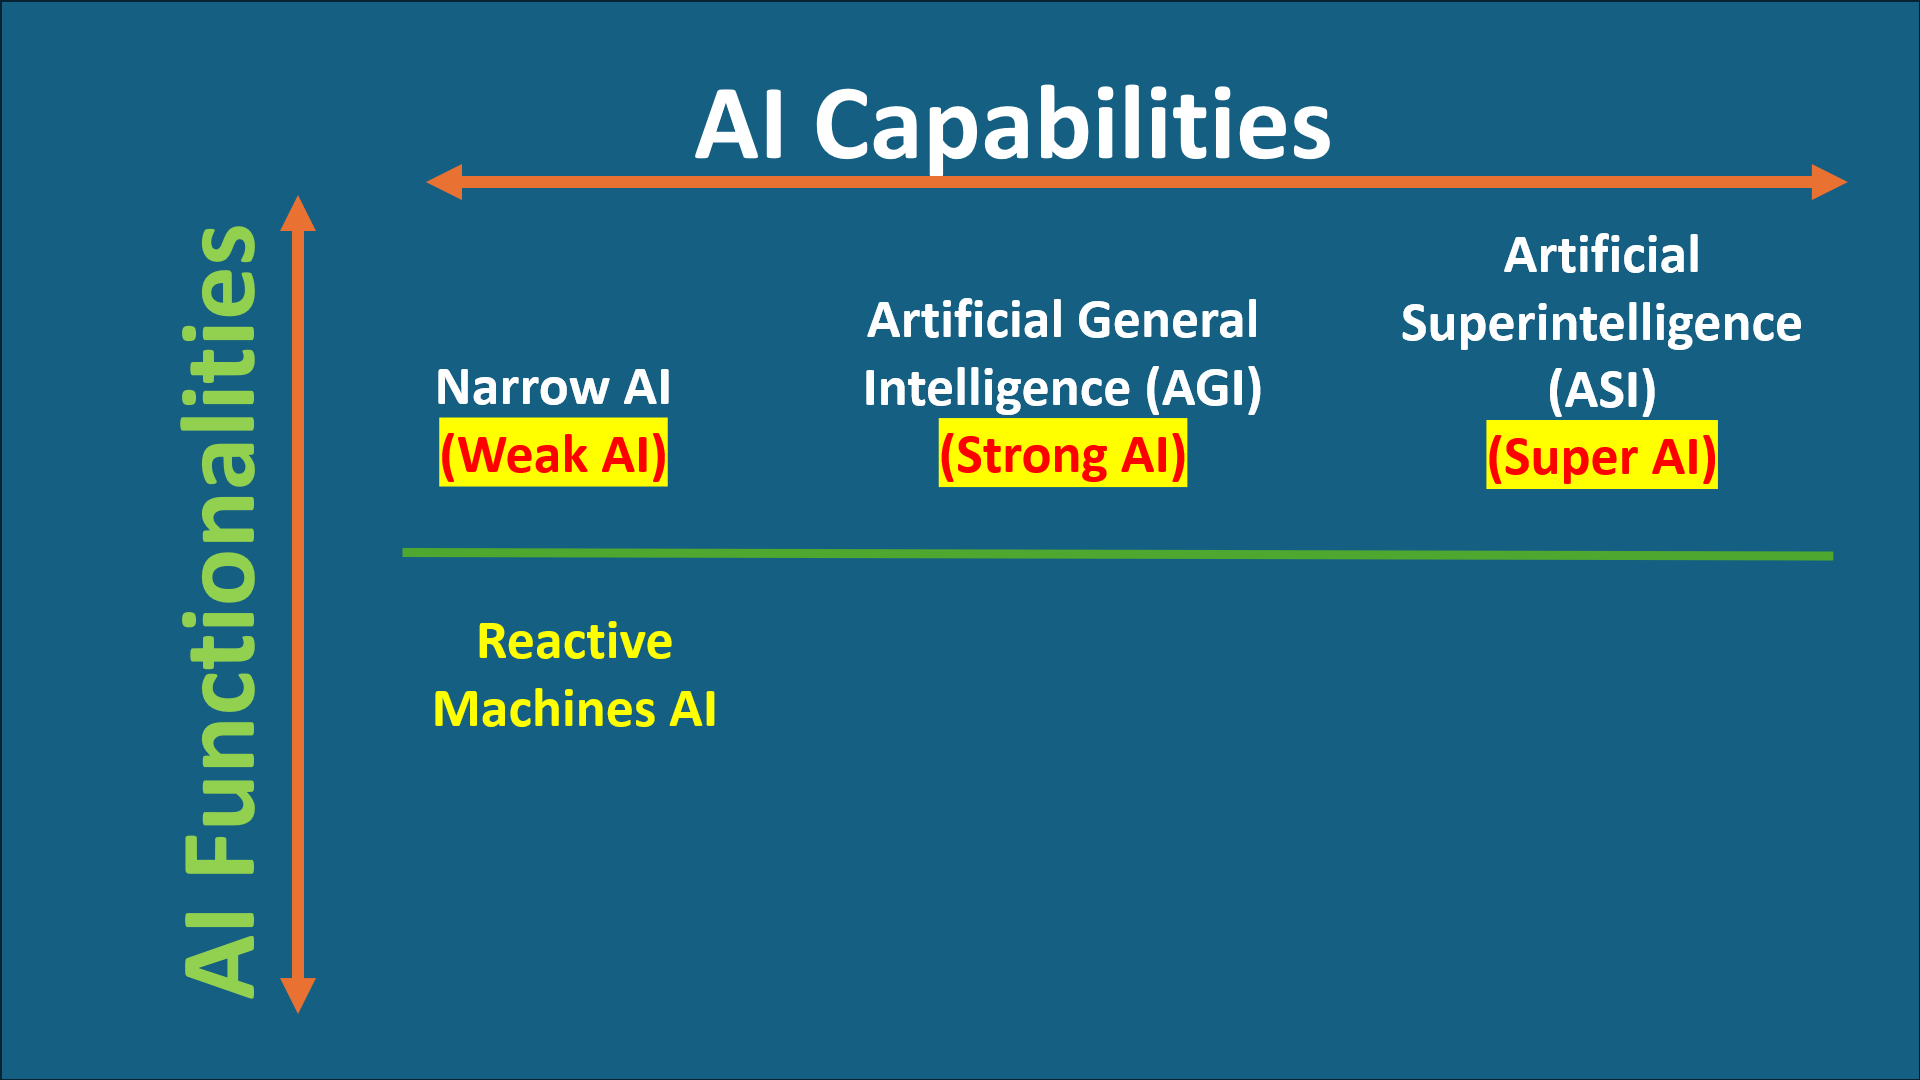 AI Capabilities
AI Functionalities
Narrow AI
(Weak AI)
Artificial General
Intelligence (AGI)
(Strong AI)
Artificial
Superintelligence
(ASI)
(Super AI)
Reactive
Machines AI